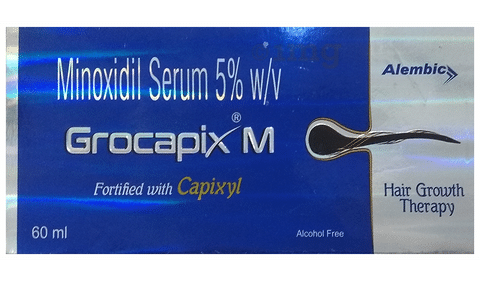 Minoxidil Serum 5% w/v
Grocapix® M
Fortified with Capixyl
60 ml
Alcohol Free
Alembic
Hair Growth
Therapy